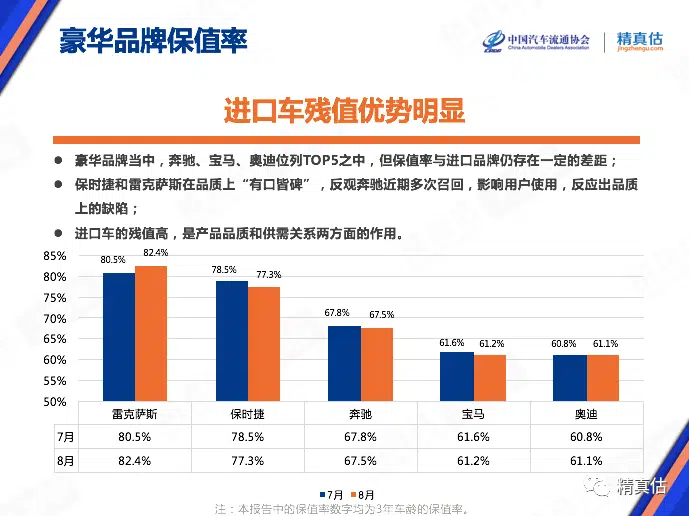 豪华品牌保值率
中国汽车流通协会
China Automobile Dealers Association
CADA
精真估
jingzhengu.com
进口车残值优势明显
● 豪华品牌当中，奔驰、宝马、奥迪位列TOP5之中，但保值率与进口品牌仍存在一定的差距；
● 保时捷和雷克萨斯在品质上“有口皆碑”，反观奔驰近期多次召回，影响用户使用，反应出品质
上的缺陷；
● 进口车的残值高，是产品品质和供需关系两方面的作用。
85%
80%
75%
70%
65%
60%
55%
50%
80.5% 82.4% 78.5% 77.3% 67.8% 67.5% 61.6% 61.2% 60.8% 61.1%
雷克萨斯 保时捷 奔驰 宝马 奥迪
7月 80.5% 78.5% 67.8% 61.6% 60.8%
8月 82.4% 77.3% 67.5% 61.2% 61.1%
■7月 ■8月
注：本报告中的保值率数字均为3年车龄的保值率。
精真估